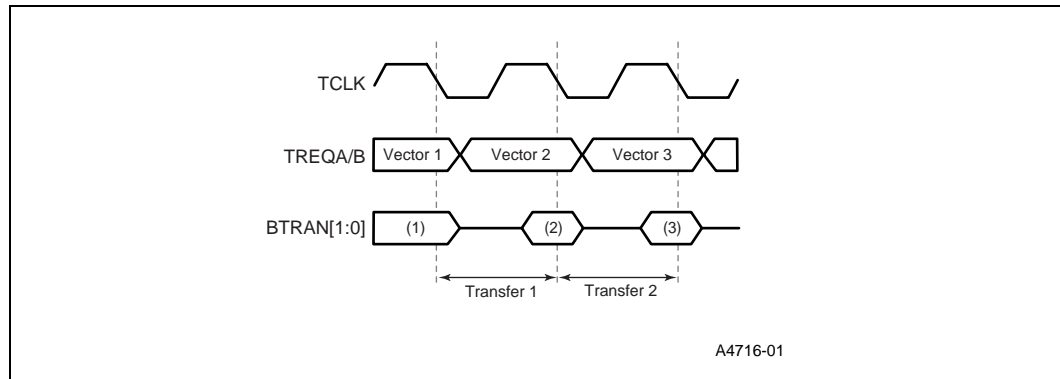 TCLK
TREQA/B Vector 1 Vector 2 Vector 3
BTRAN[1:0] (1) (2) (3)
Transfer 1 Transfer 2
A4716-01